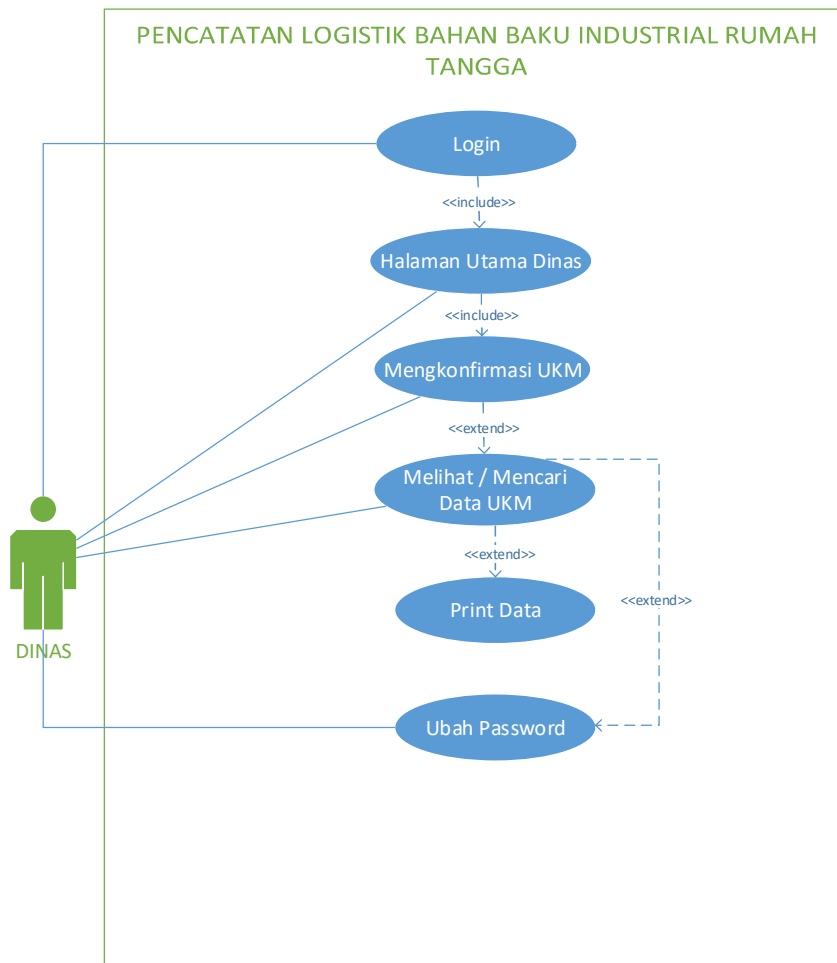 PENCATATAN LOGISTIK BAHAN BAKU INDUSTRIAL RUMAH
TANGGA
Login
<<include>>
Halaman Utama Dinas
<<include>>
Mengkonfirmasi UKM
<<extend>>
Melihat / Mencari
Data UKM
<<extend>>
Print Data
<<extend>>
DINAS
Ubah Password